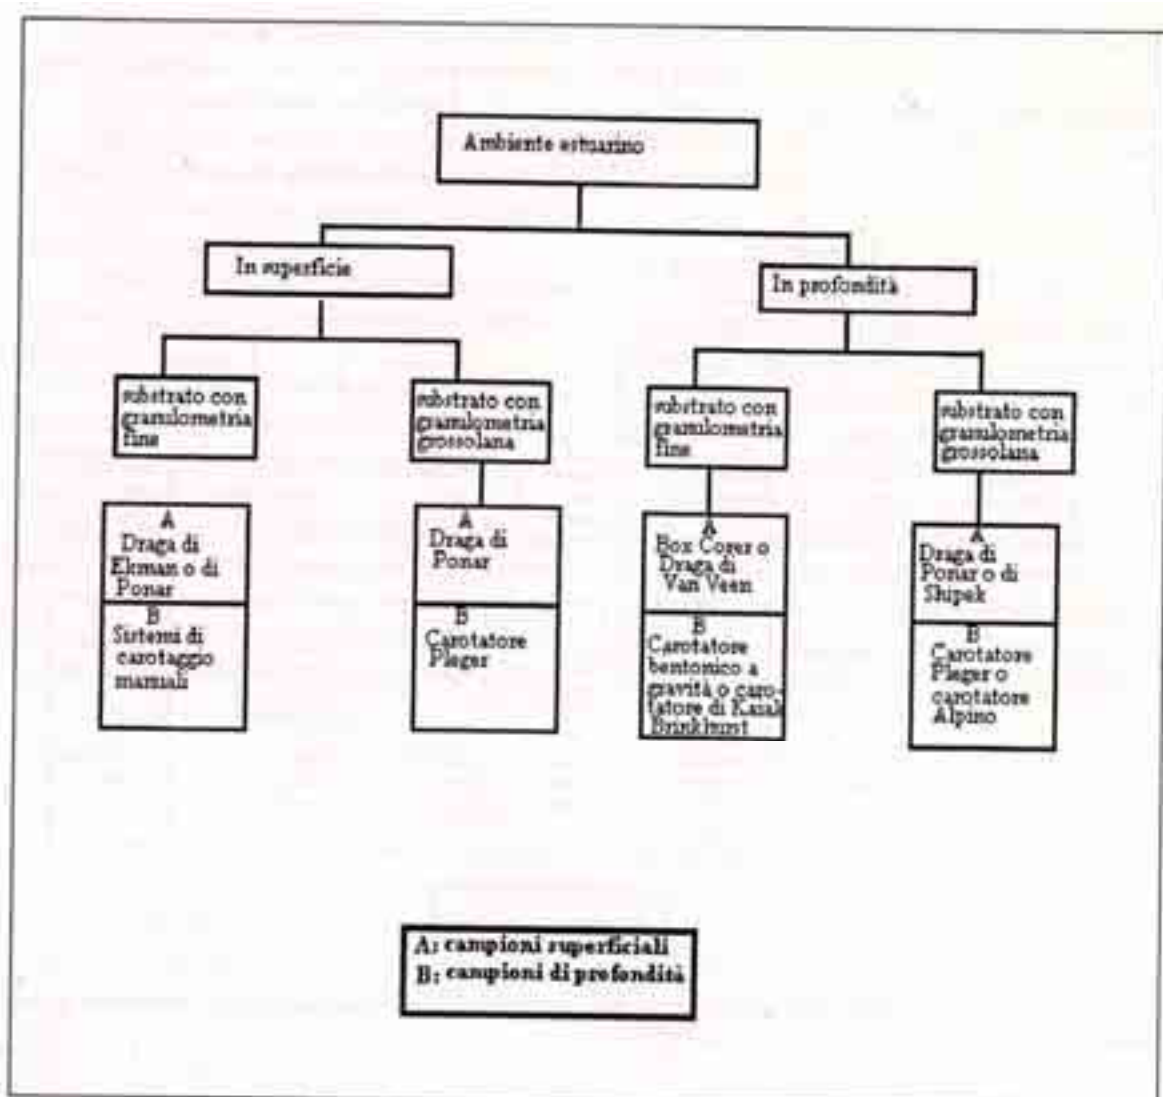 Ambiente estuarino
In superficie
In profondità
substrato con
granulometria
fine
substrato con
granulometria
grossolana
substrato con
granulometria
fine
substrato con
granulometria
grossolana
A
Draga di
Ekman o di
Ponar
B
Sistemi di
carotaggio
manuali
A
Draga di
Ponar
B
Carotatore
Pleger
A
Box Corer o
Draga di
Van Veen
B
Carotatore
bentonico a
gravità o caro-
tatore di Kajak
Brinkhurst
A
Draga di
Ponar o di
Shipek
B
Carotatore
Pleger o
carotatore
Alpino
A: campioni superficiali
B: campioni di profondità